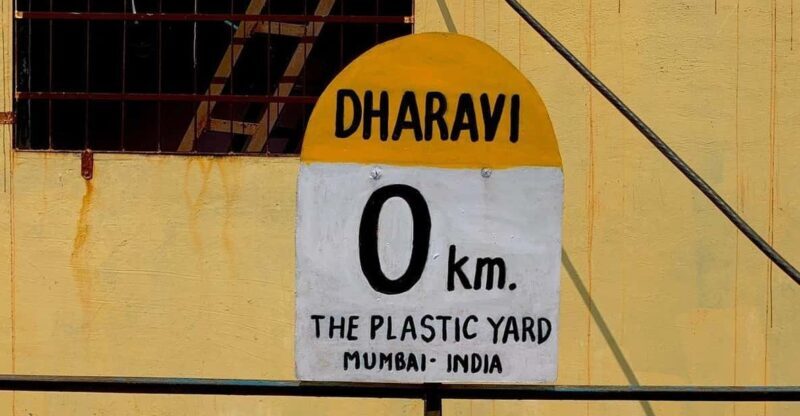 DHARAVI
0 km.
THE PLASTIC YARD
MUMBAI- INDIA